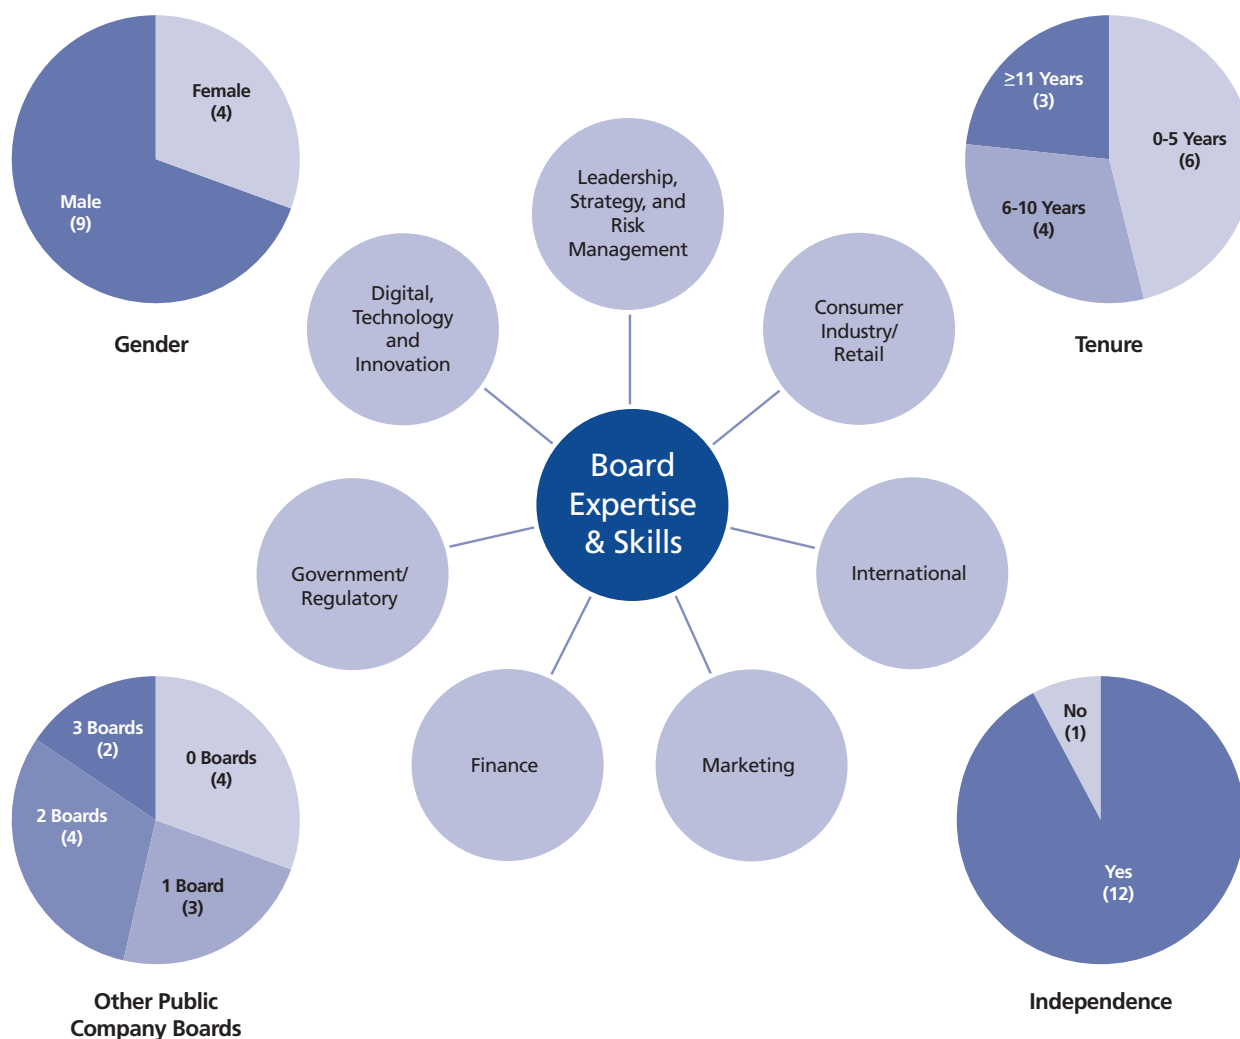 Female
(4)
Male
(9)
Gender
≥11 Years
(3)
0-5 Years
(6)
6-10 Years
(4)
Tenure
Leadership,
Strategy, and
Risk
Management
Digital,
Technology
and
Innovation
Consumer
Industry/
Retail
Board
Expertise
& Skills
Government/
Regulatory
International
Finance
Marketing
3 Boards
(2)
0 Boards
(4)
2 Boards
(4)
1 Board
(3)
Other Public
Company Boards
No
(1)
Yes
(12)
Independence